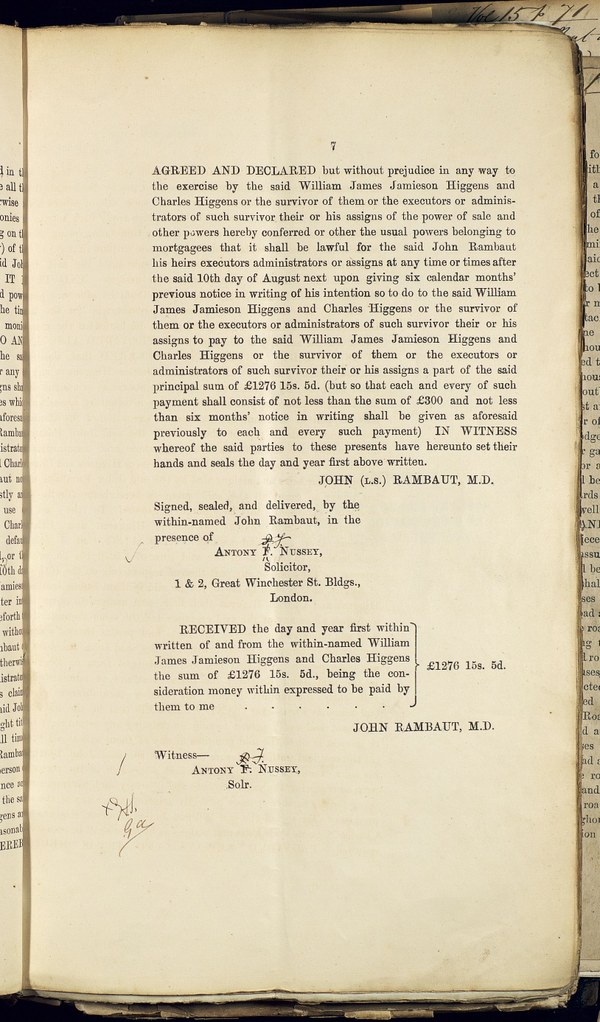 7
AGREED AND DECLARED but without prejudice in any way to
the exercise by the said William James Jamieson Higgens and
Charles Higgens or the survivor of them or the executors or adminis-
trators of such survivor their or his assigns of the power of sale and
other powers hereby conferred or other the usual powers belonging to
mortgagees that it shall be lawful for the said John Rambaut
his heirs executors administrators or assigns at any time or times after
the said 10th day of August next upon giving six calendar months'
previous notice in writing of his intention so to do to the said William
James Jamieson Higgens and Charles Higgens or the survivor of
them or the executors or administrators of such survivor their or his
assigns to pay to the said William James Jamieson Higgens and
Charles Higgens or the survivor of them or the executors or
administrators of such survivor their or his assigns a part of the said
principal sum of £1276 15s. 5d. (but so that each and every of such
payment shall consist of not less than the sum of £300 and not less
than six months' notice in writing shall be given as aforesaid
previously to each and every such payment) IN WITNESS
whereof the said parties to these presents have hereunto set their
hands and seals the day and year first above written.
JOHN (L.S.) RAMBAUT, M.D.
Signed, sealed, and delivered, by the
within-named John Rambaut, in the
presence of
ANTONY F. NUSSEY,
Solicitor,
1 & 2, Great Winchester St. Bldgs.,
London.
RECEIVED the day and year first within
written of and from the within-named William
James Jamieson Higgens and Charles Higgens
the sum of £1276 15s. 5d., being the con-
sideration money within expressed to be paid by
them to me . . . . . .
£1276 15s. 5d.
JOHN RAMBAUT, M.D.
Witness—
ANTONY F. NUSSEY,
Solr.